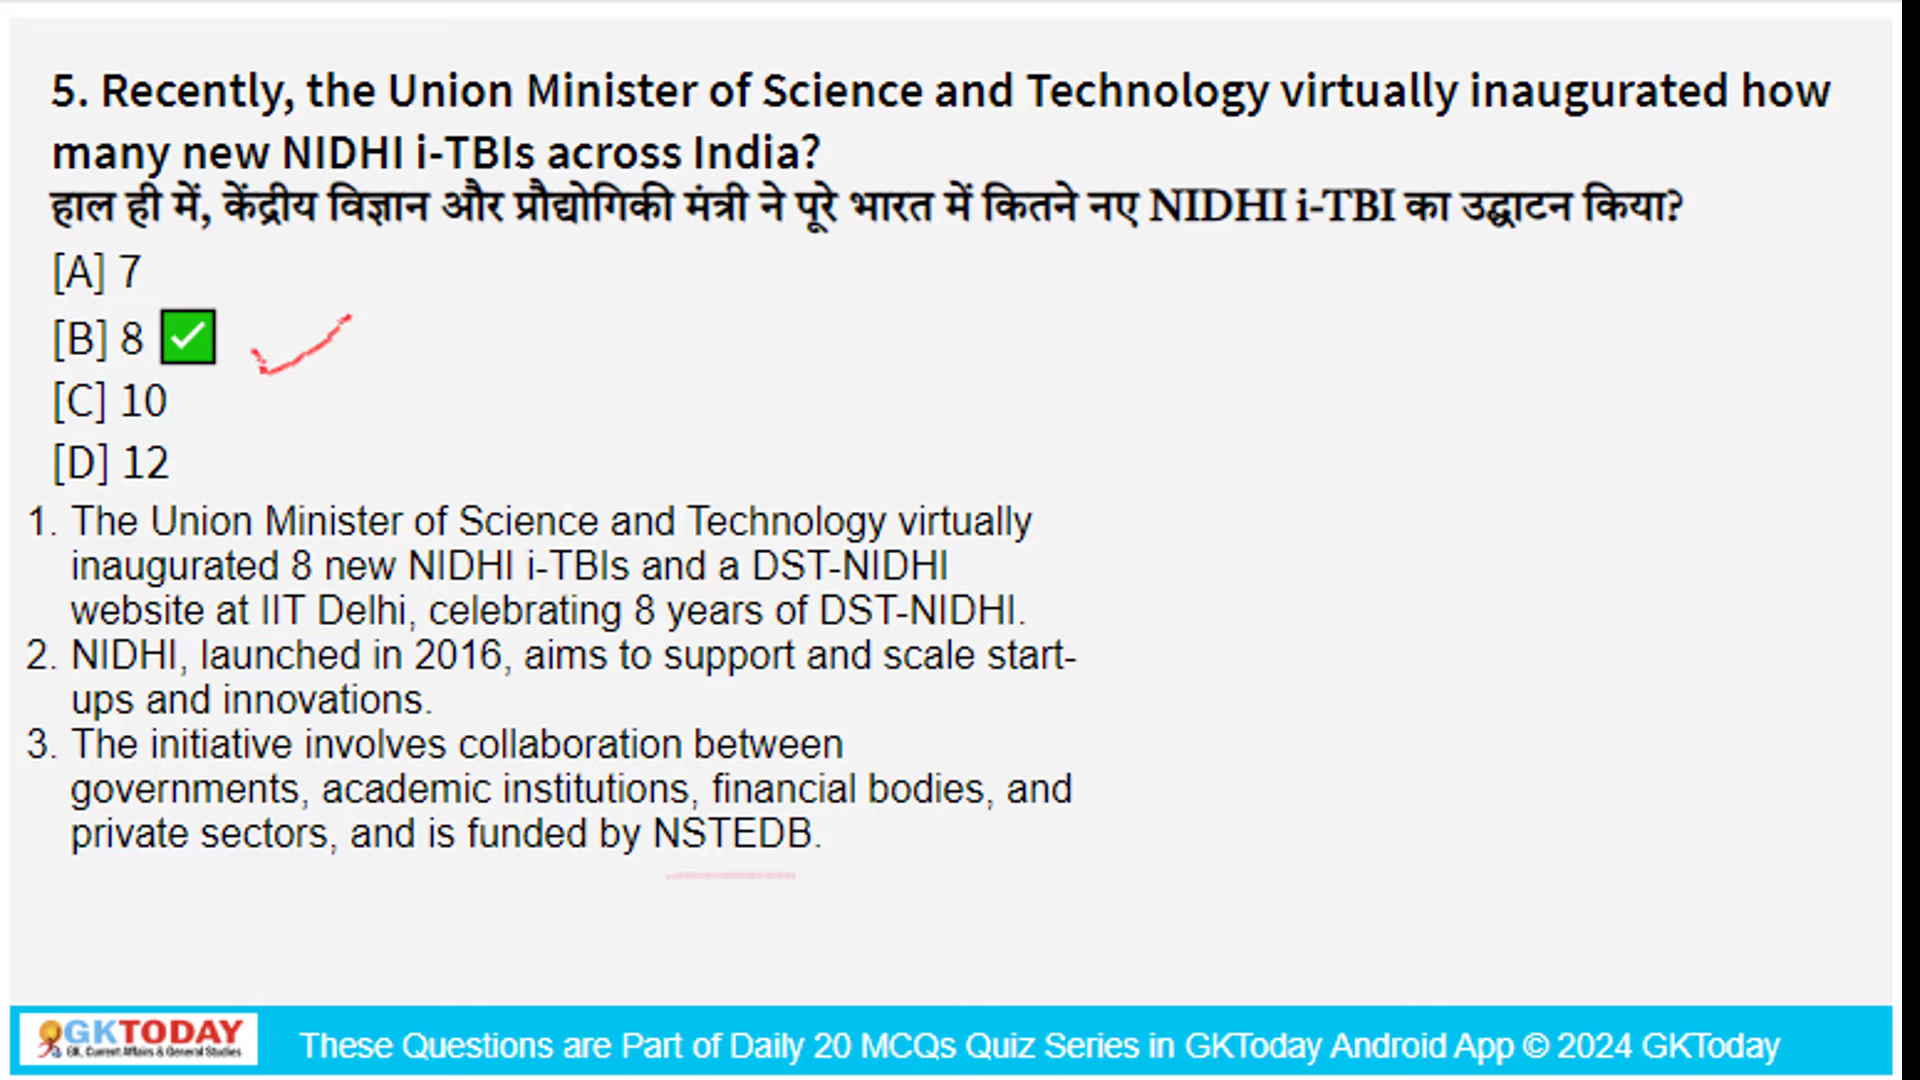 5. Recently, the Union Minister of Science and Technology virtually inaugurated how
many new NIDHI i-TBIs across India?
हाल ही में, केंद्रीय विज्ञान और प्रौद्योगिकी मंत्री ने पूरे भारत में कितने नए NIDHI i-TBI का उद्घाटन किया?
[A] 7
[B] 8
[C] 10
[D] 12
1. The Union Minister of Science and Technology virtually
inaugurated 8 new NIDHI i-TBIs and a DST-NIDHI
website at IIT Delhi, celebrating 8 years of DST-NIDHI.
2. NIDHI, launched in 2016, aims to support and scale start-
ups and innovations.
3. The initiative involves collaboration between
governments, academic institutions, financial bodies, and
private sectors, and is funded by NSTEDB.
GKTODAY
GK, Current Affairs & General Studies
These Questions are Part of Daily 20 MCQs Quiz Series in GKToday Android App © 2024 GKToday